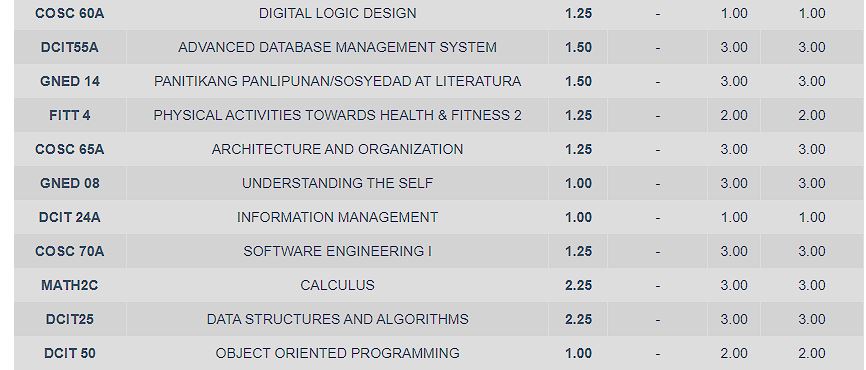 COSC 60A DIGITAL LOGIC DESIGN 1.25 - 1.00 1.00
DCIT55A ADVANCED DATABASE MANAGEMENT SYSTEM 1.50 - 3.00 3.00
GNED 14 PANITIKANG PANLIPUNAN/SOSYEDAD AT LITERATURA 1.50 - 3.00 3.00
FITT 4 PHYSICAL ACTIVITIES TOWARDS HEALTH & FITNESS 2 1.25 - 2.00 2.00
COSC 65A ARCHITECTURE AND ORGANIZATION 1.25 - 3.00 3.00
GNED 08 UNDERSTANDING THE SELF 1.00 - 3.00 3.00
DCIT 24A INFORMATION MANAGEMENT 1.00 - 1.00 1.00
COSC 70A SOFTWARE ENGINEERING I 1.25 - 3.00 3.00
MATH2C CALCULUS 2.25 - 3.00 3.00
DCIT25 DATA STRUCTURES AND ALGORITHMS 2.25 - 3.00 3.00
DCIT 50 OBJECT ORIENTED PROGRAMMING 1.00 - 2.00 2.00